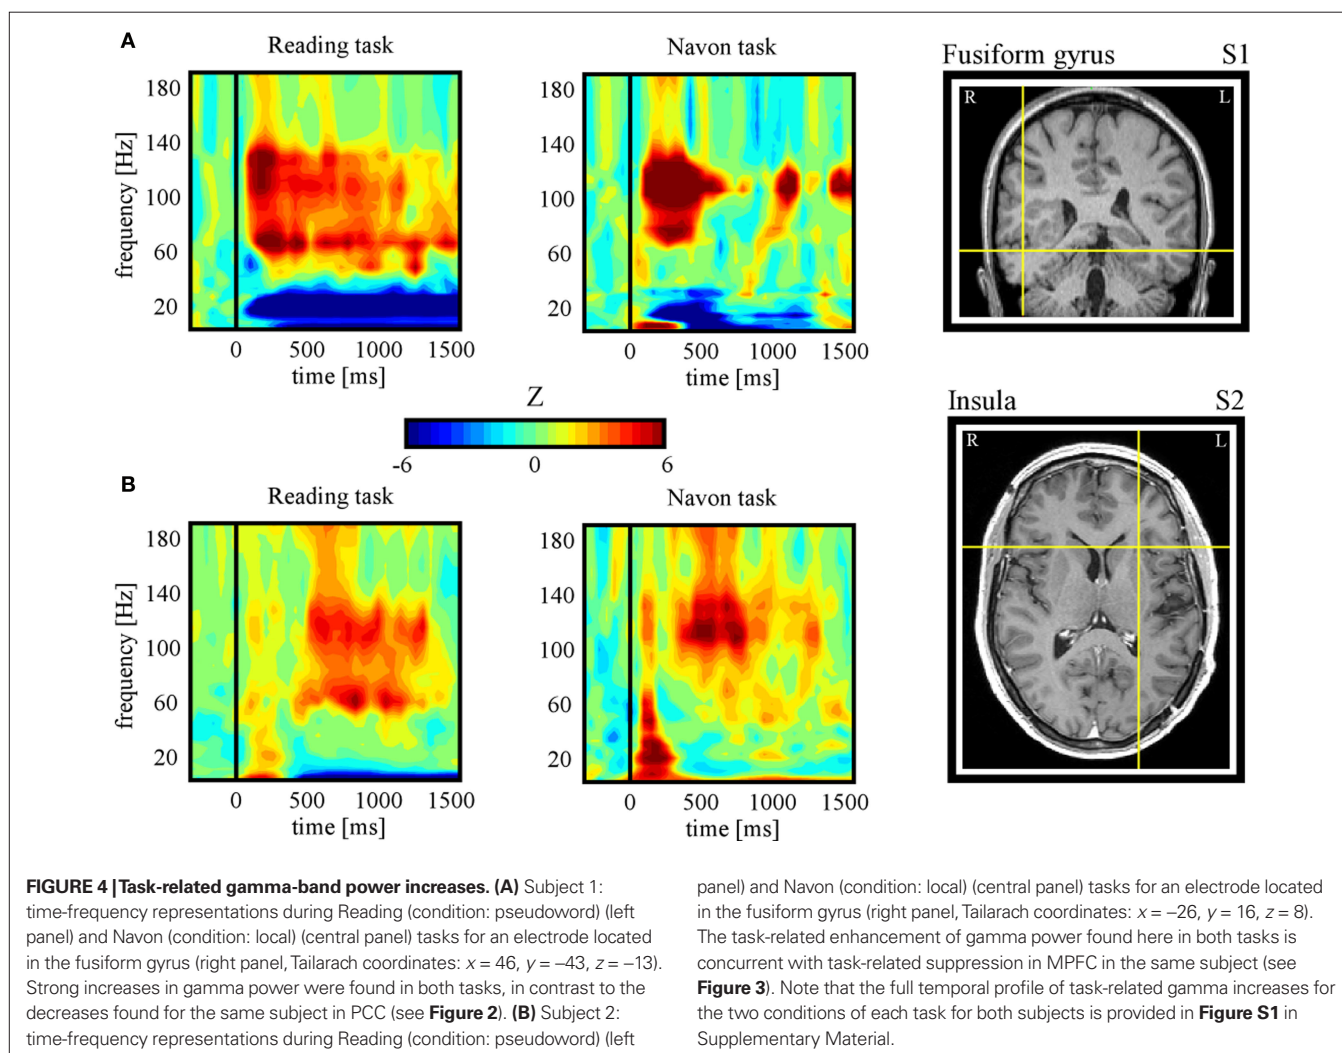 A
Reading task
Navon task
Fusiform gyrus S1
R L
180
140
100
60
20
frequency [Hz]
0 500 1000 1500
time [ms]
180
140
100
60
20
0 500 1000 1500
time [ms]
Z
-6 0 6
Insula S2
R L
B
Reading task
Navon task
180
140
100
60
20
frequency [Hz]
0 500 1000 1500
time [ms]
180
140
100
60
20
0 500 1000 1500
time [ms]
FIGURE 4 | Task-related gamma-band power increases. (A) Subject 1:
time-frequency representations during Reading (condition: pseudoword) (left
panel) and Navon (condition: local) (central panel) tasks for an electrode located
in the fusiform gyrus (right panel, Tailarach coordinates: x = 46, y = –43, z = –13).
Strong increases in gamma power were found in both tasks, in contrast to the
decreases found for the same subject in PCC (see Figure 2). (B) Subject 2:
time-frequency representations during Reading (condition: pseudoword) (left
panel) and Navon (condition: local) (central panel) tasks for an electrode located
in the fusiform gyrus (right panel, Tailarach coordinates: x = –26, y = 16, z = 8).
The task-related enhancement of gamma power found here in both tasks is
concurrent with task-related suppression in MPFC in the same subject (see
Figure 3). Note that the full temporal profile of task-related gamma increases for
the two conditions of each task for both subjects is provided in Figure S1 in
Supplementary Material.